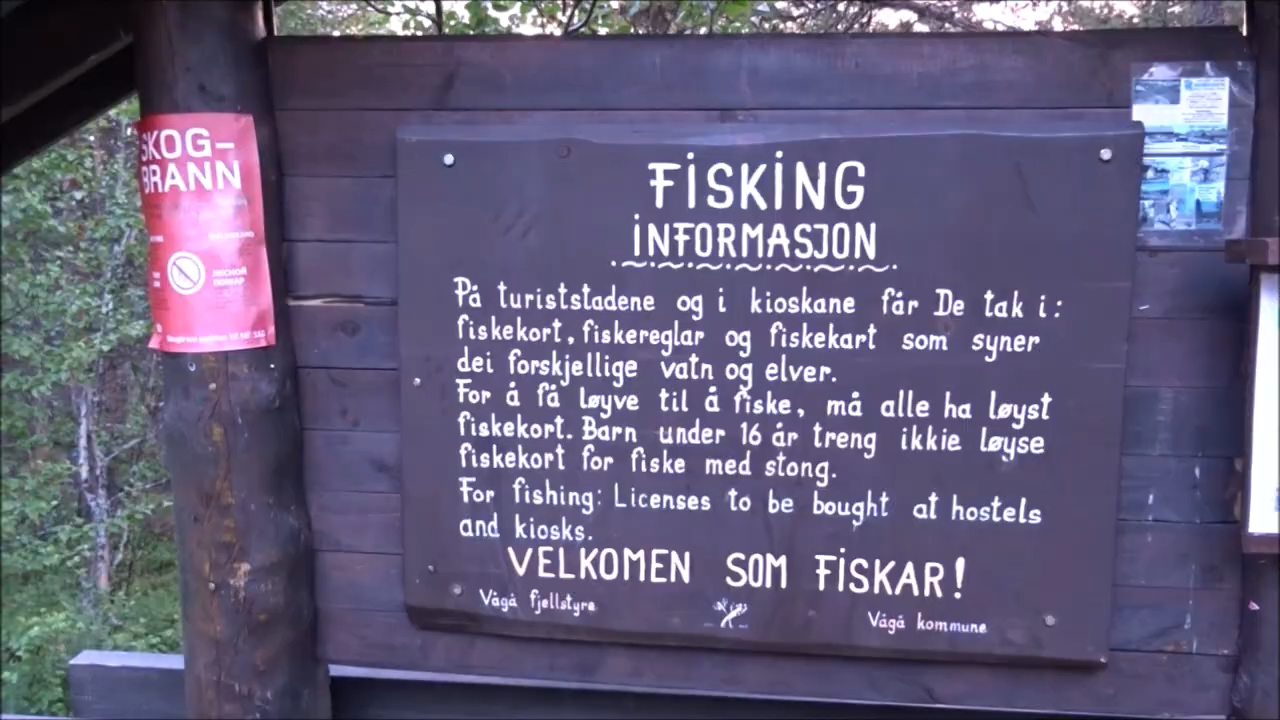 SKOG-
BRANN
FISKING
INFORMASJON
På turiststadene og i kioskane får De tak i:
fiskekort, fiskereglar og fiskekart som syner
dei forskjellige vatn og elver.
For å få løyve til å fiske, må alle ha løyst
fiskekort. Barn under 16 år treng ikkie løyse
fiskekort for fiske med stong.
For fishing: Licenses to be bought at hostels
and kiosks.
VELKOMEN SOM FISKAR!
Vågå fjellstyre
Vågå kommune